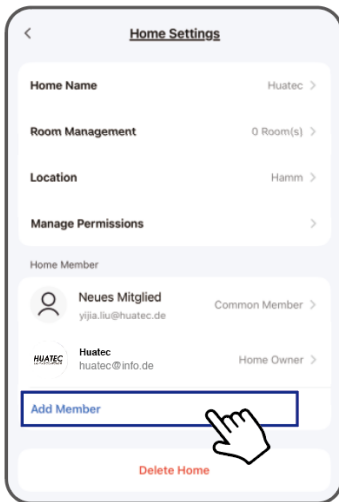 Home Settings
Home Name Huatec
Room Management 0 Room(s)
Location Hamm
Manage Permissions
Home Member
Neues Mitglied
yijia.liu@huatec.de
Common Member
HUATEC
Huatec
huatec@info.de
Home Owner
Add Member
Delete Home